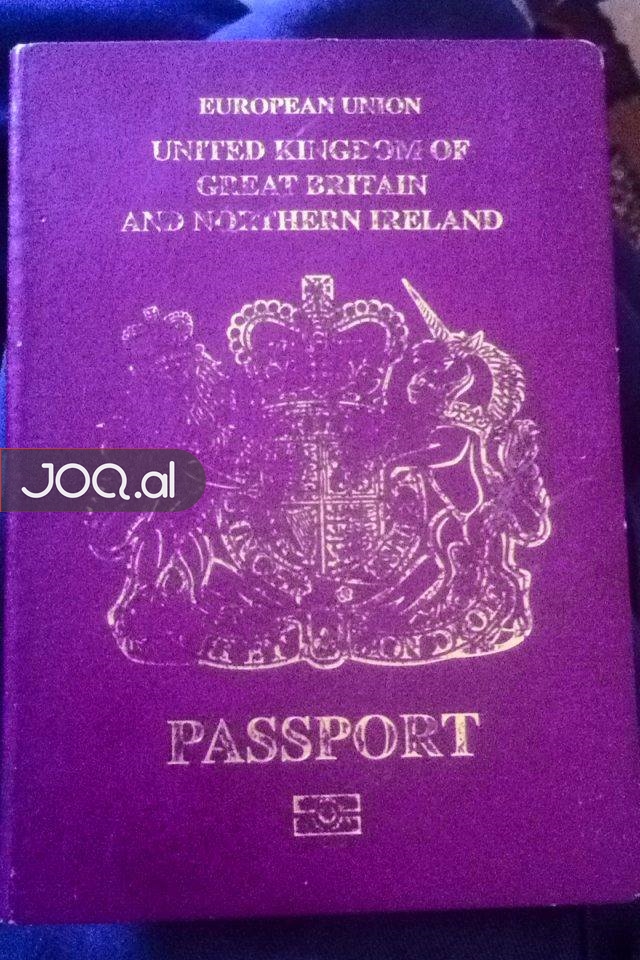 EUROPEAN UNION
UNITED KINGDOM OF
GREAT BRITAIN
AND NORTHERN IRELAND
JOQ.al
PASSPORT